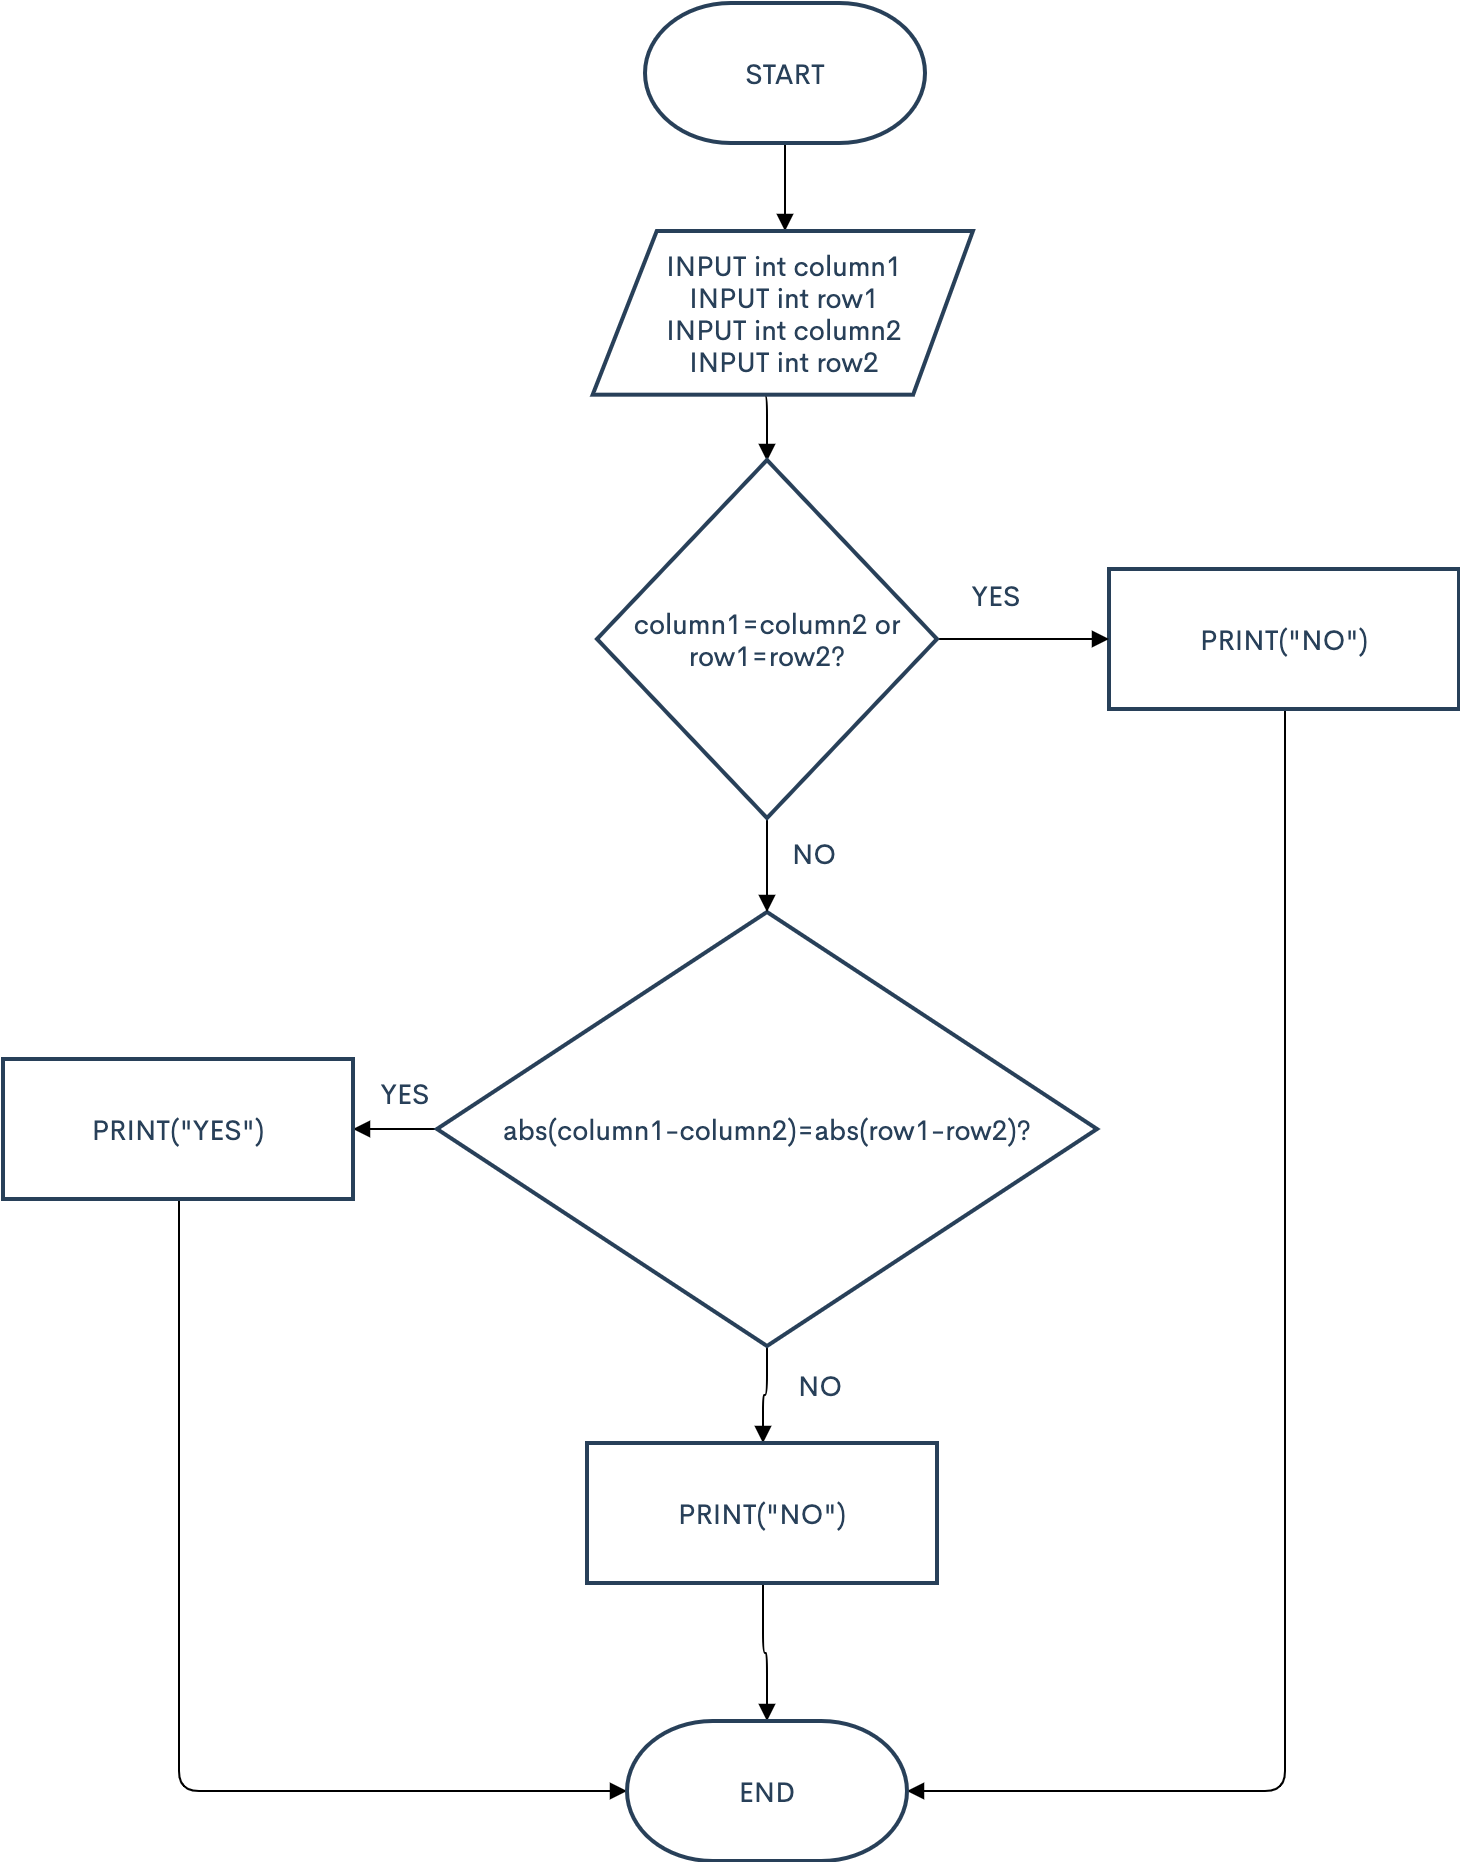 START
INPUT int column1
INPUT int row1
INPUT int column2
INPUT int row2
column1=column2 or
row1=row2?
YES
PRINT("NO")
NO
abs(column1-column2)=abs(row1-row2)?
YES
PRINT("YES")
NO
PRINT("NO")
END